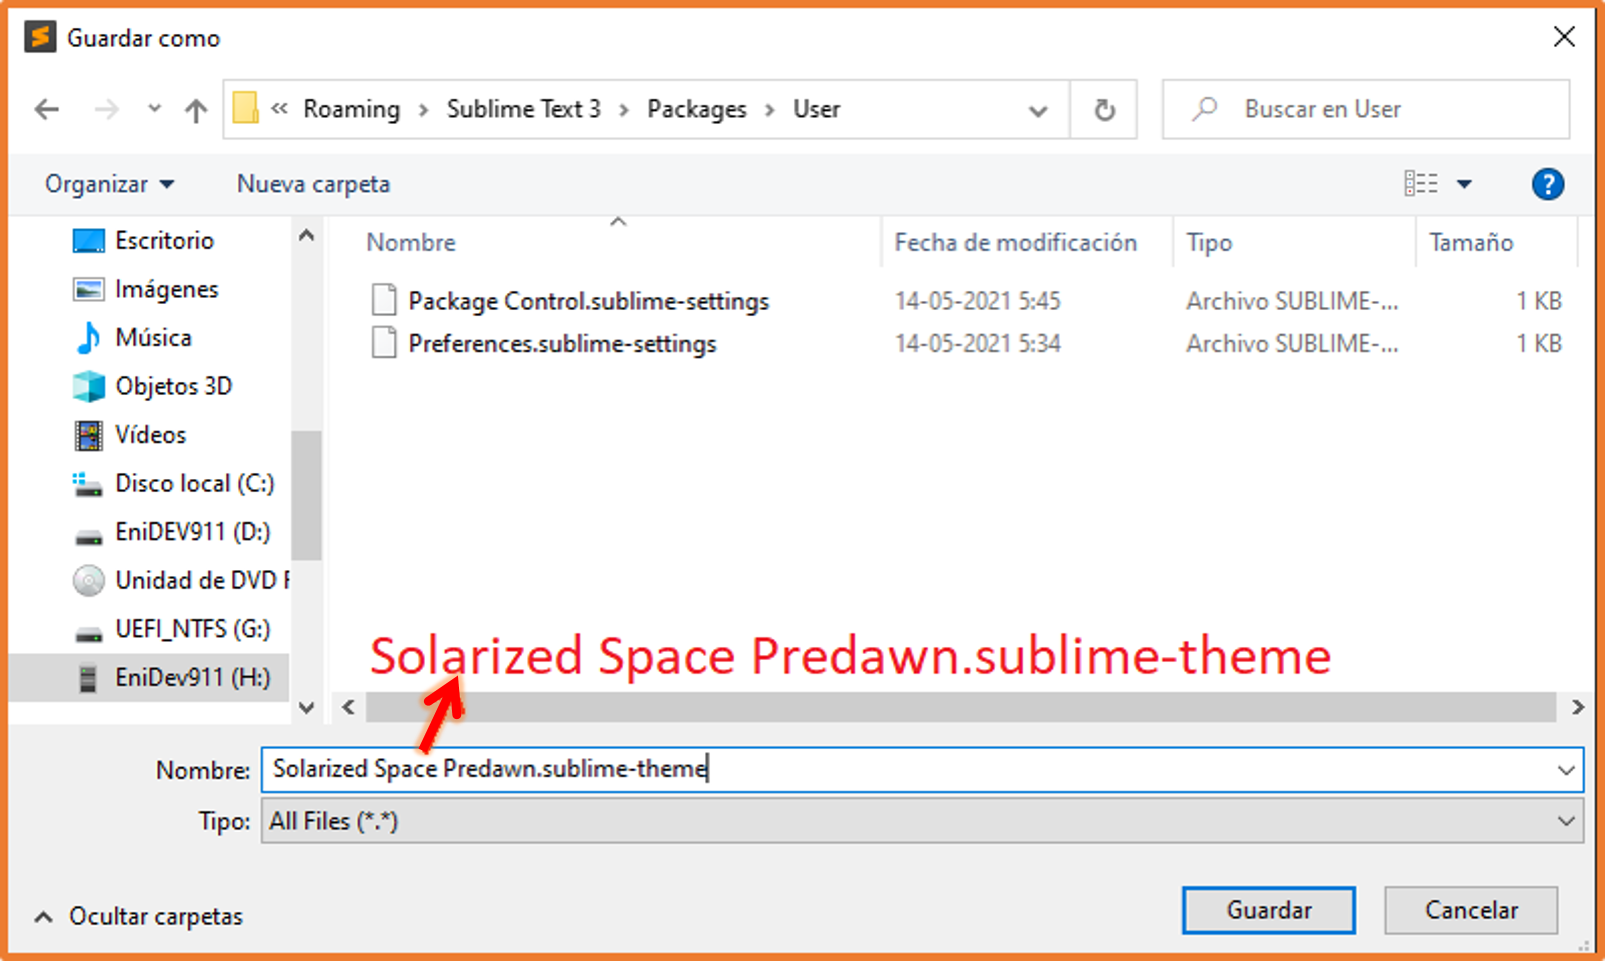 Guardar como
« Roaming › Sublime Text 3 › Packages › User
Buscar en User
Organizar
Nueva carpeta
?
Nombre
Fecha de modificación
Tipo
Tamaño
Escritorio
Imágenes
Música
Objetos 3D
Vídeos
Disco local (C:)
EniDEV911 (D:)
Unidad de DVD
UEFI_NTFS (G:)
EniDev911 (H:)
Package Control.sublime-settings 14-05-2021 5:45 Archivo SUBLIME-... 1 KB
Preferences.sublime-settings 14-05-2021 5:34 Archivo SUBLIME-... 1 KB
Solarized Space Predawn.sublime-theme
Nombre: Solarized Space Predawn.sublime-theme
Tipo: All Files (*.*)
Ocultar carpetas
Guardar
Cancelar